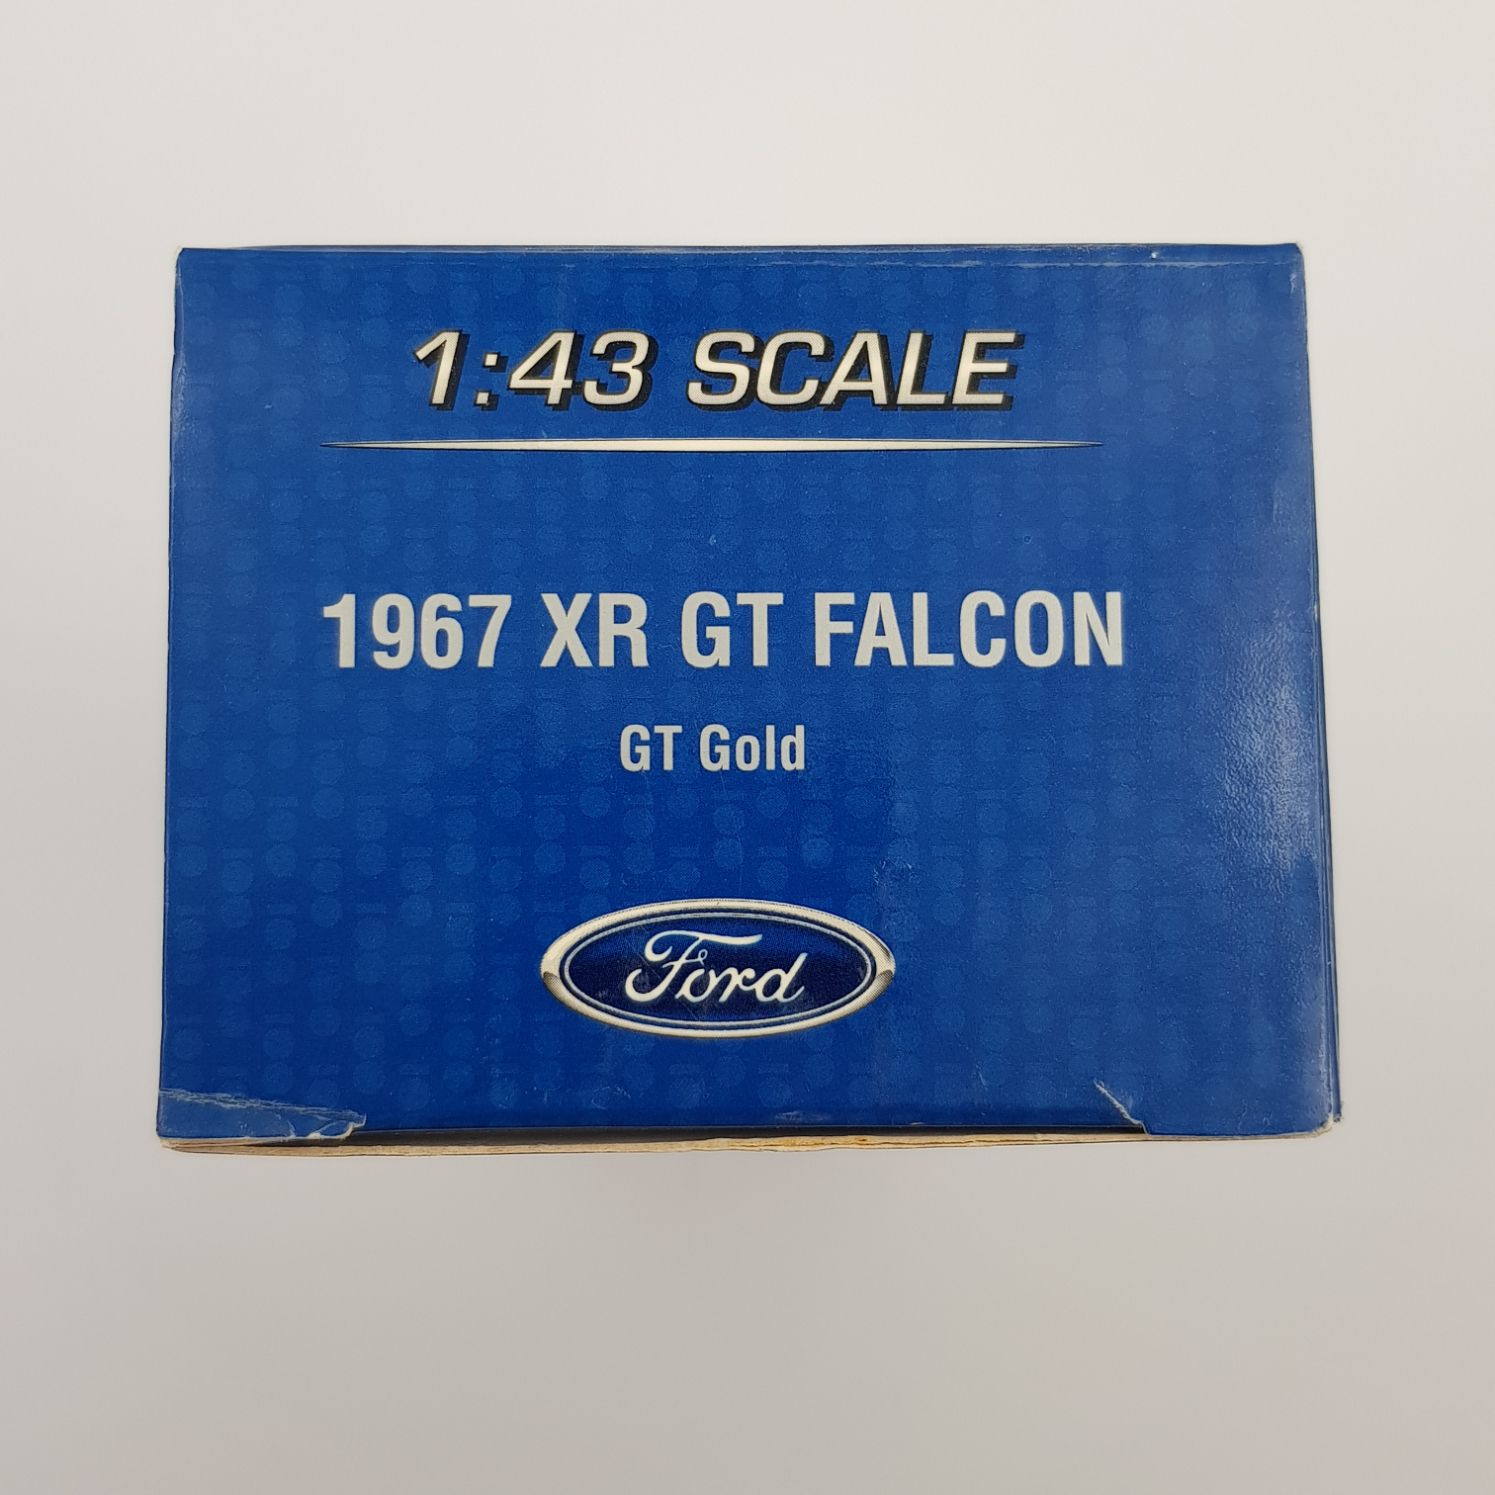 1:43 SCALE
1967 XR GT FALCON
GT Gold
Ford